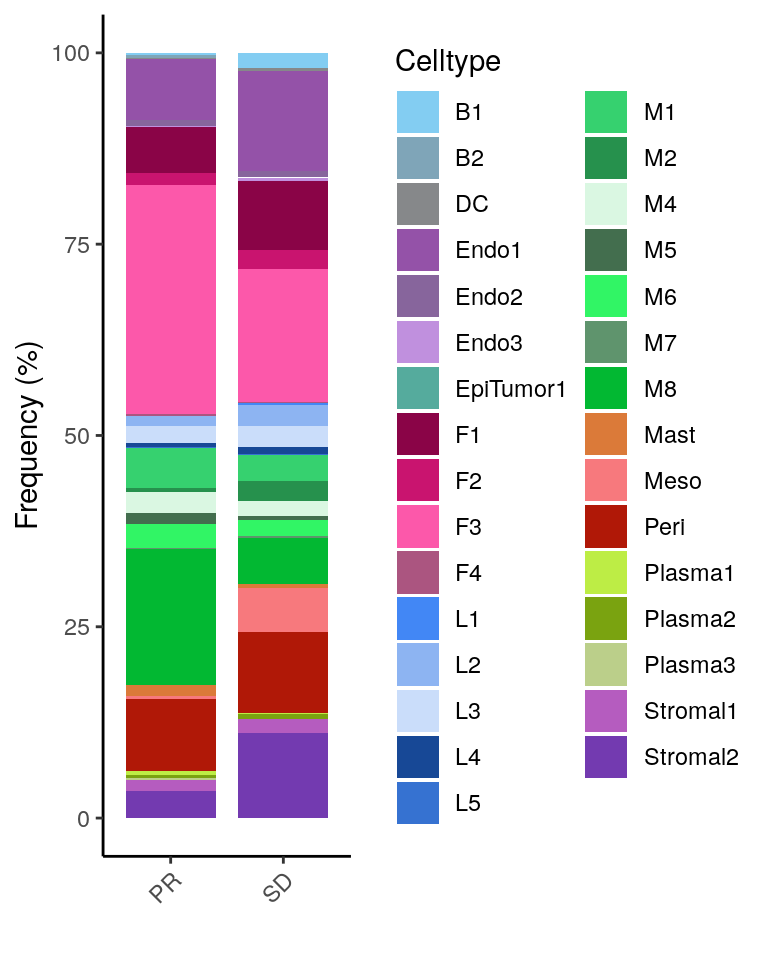 Frequency (%)
100
75
50
25
0
PR
SD
Celltype
B1
B2
DC
Endo1
Endo2
Endo3
EpiTumor1
F1
F2
F3
F4
L1
L2
L3
L4
L5
M1
M2
M4
M5
M6
M7
M8
Mast
Meso
Peri
Plasma1
Plasma2
Plasma3
Stromal1
Stromal2